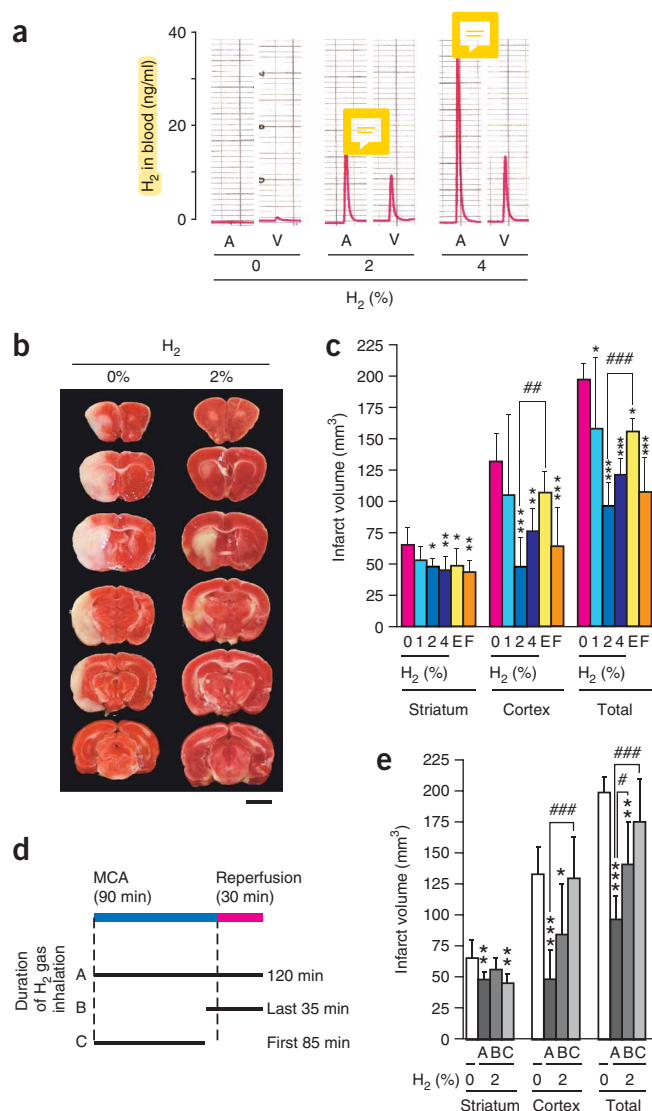 a
H2 in blood (ng/ml)
40
20
0
A V A V A V
0 2 4
H2 (%)
b
H2
0% 2%
c
Infarct volume (mm3)
225
200
175
150
125
100
75
50
25
0
##
###
* ** * **
*** ** ***
* *** *** * ***
0 1 2 4 E F 0 1 2 4 E F 0 1 2 4 E F
H2 (%) H2 (%) H2 (%)
Striatum Cortex Total
d
MCA
(90 min)
Reperfusion
(30 min)
Duration
of H2 gas
inhalation
A 120 min
B Last 35 min
C First 85 min
e
Infarct volume (mm3)
225
200
175
150
125
100
75
50
25
0
###
###
#
** **
*** *
*** **
A B C A B C A B C
H2 (%) 0 2 0 2 0 2
Striatum Cortex Total